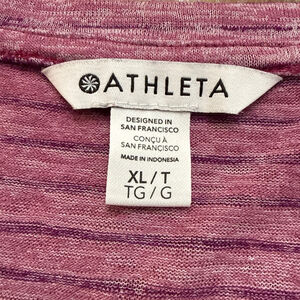 ATHLETA
DESIGNED IN
SAN FRANCISCO
CONÇU À
SAN FRANCISCO
MADE IN INDONESIA
XL / T
TG / G